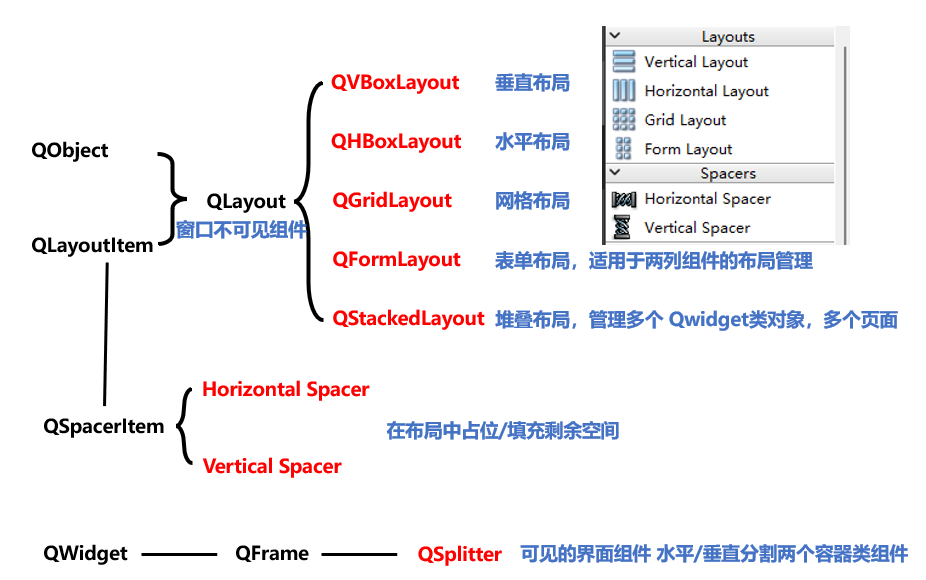 Layouts
QVBoxLayout 垂直布局
Vertical Layout
Horizontal Layout
QHBoxLayout 水平布局
Grid Layout
QObject
Form Layout
Spacers
QLayout
QGridLayout 网格布局
Horizontal Spacer
窗口不可见组件
Vertical Spacer
QLayoutItem
QFormLayout 表单布局，适用于两列组件的布局管理
QStackedLayout 堆叠布局，管理多个 Qwidget类对象，多个页面
Horizontal Spacer
QSpacerItem
在布局中占位/填充剩余空间
Vertical Spacer
QWidget QFrame QSplitter 可见的界面组件 水平/垂直分割两个容器类组件